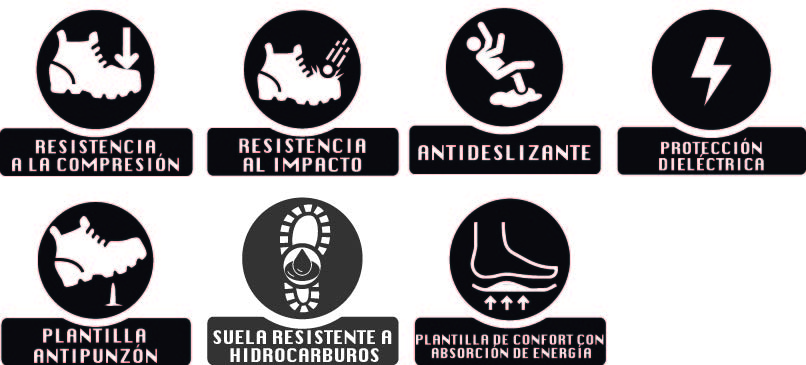 RESISTENCIA
A LA COMPRESIÓN
RESISTENCIA
AL IMPACTO
ANTIDESLIZANTE
PROTECCIÓN
DIELÉCTRICA
PLANTILLA
ANTIPUNZÓN
SUELA RESISTENTE A
HIDROCARBUROS
PLANTILLA DE CONFORT CON
ABSORCIÓN DE ENERGÍA